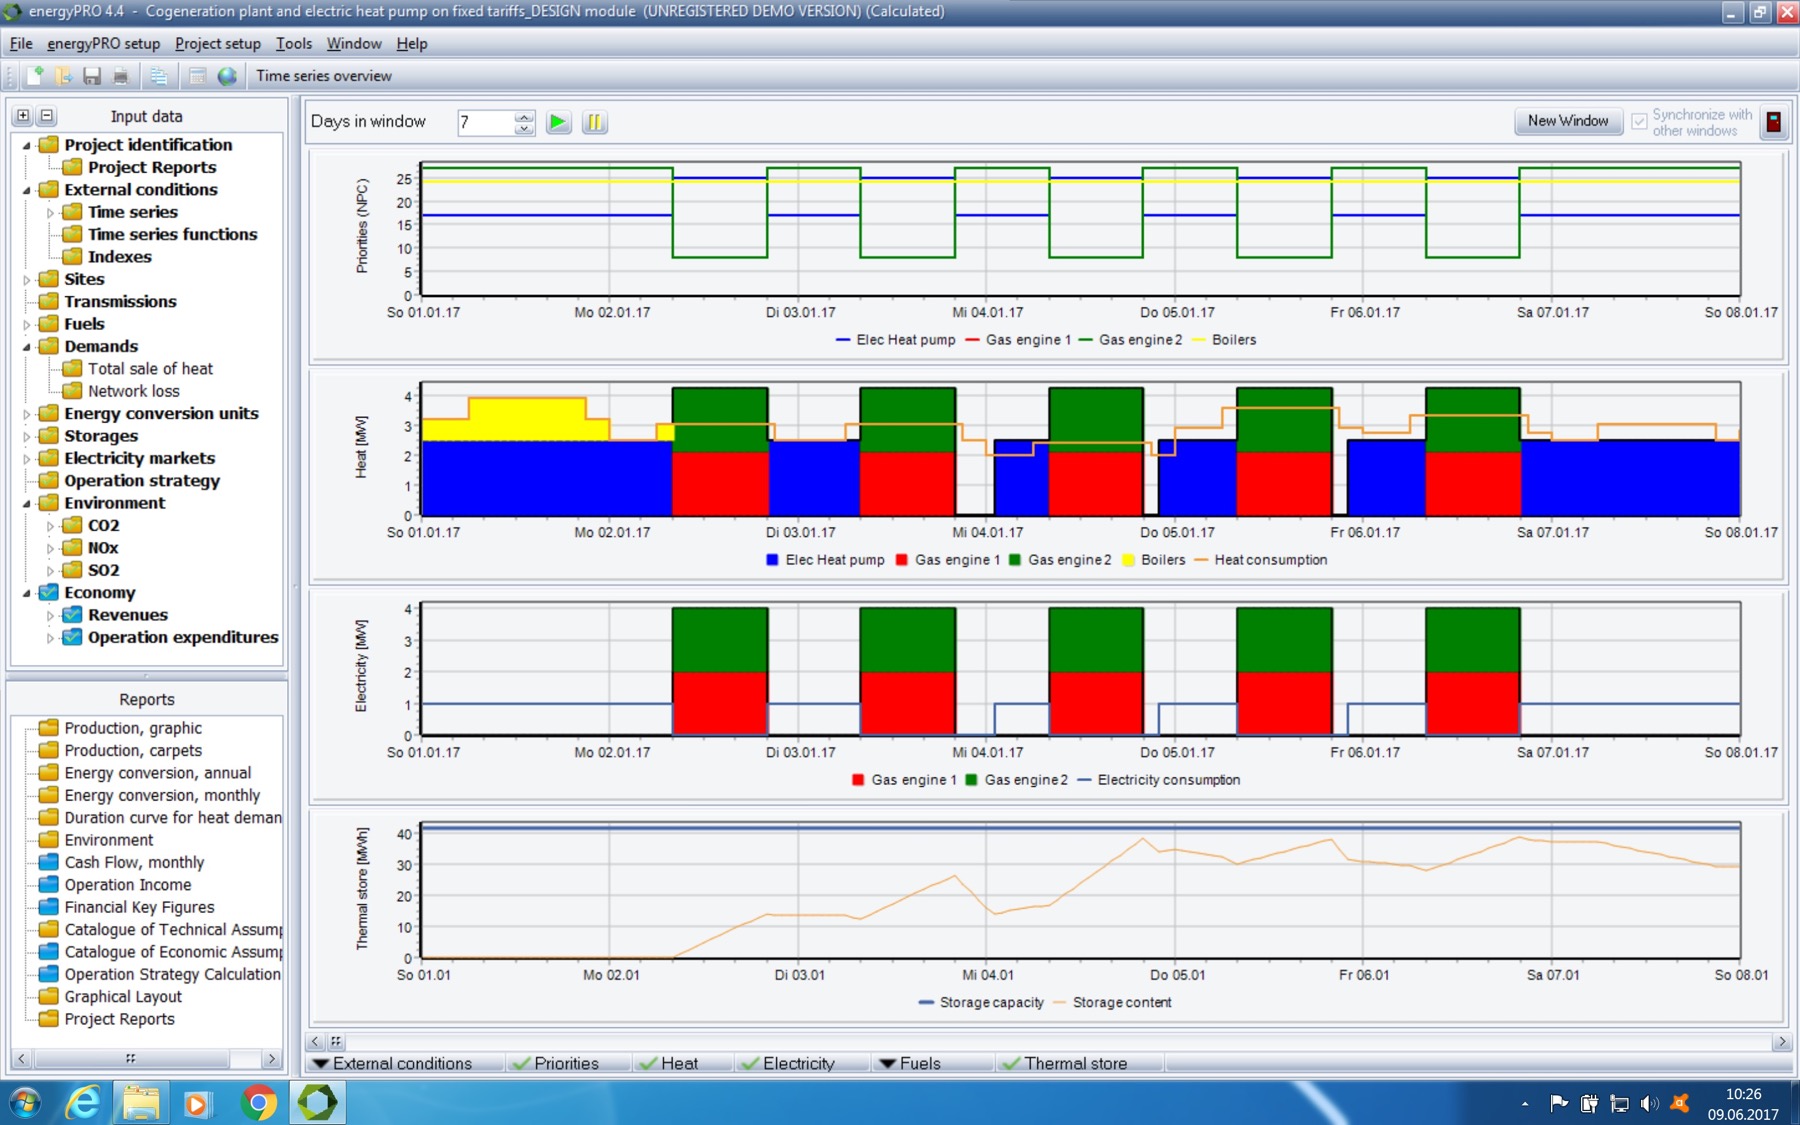 energyPRO 4.4 - Cogeneration plant and electric heat pump on fixed tariffs_DESIGN module (UNREGISTERED DEMO VERSION) (Calculated)
File energyPRO setup Project setup Tools Window Help
Time series overview
Input data
Project identification
Project Reports
External conditions
Time series
Time series functions
Indexes
Sites
Transmissions
Fuels
Demands
Total sale of heat
Network loss
Energy conversion units
Storages
Electricity markets
Operation strategy
Environment
CO2
NOx
SO2
Economy
Revenues
Operation expenditures
Reports
Production, graphic
Production, carpets
Energy conversion, annual
Energy conversion, monthly
Duration curve for heat deman
Environment
Cash Flow, monthly
Operation Income
Financial Key Figures
Catalogue of Technical Assum
Catalogue of Economic Assum
Operation Strategy Calculation
Graphical Layout
Project Reports
Days in window 7
New Window
Synchronize with
other windows
Priorities (NPC)
25
20
15
10
5
0
So 01.01.17 Mo 02.01.17 Di 03.01.17 Mi 04.01.17 Do 05.01.17 Fr 06.01.17 Sa 07.01.17 So 08.01.17
Elec Heat pump Gas engine 1 Gas engine 2 Boilers
Heat [MW]
4
3
2
1
0
So 01.01.17 Mo 02.01.17 Di 03.01.17 Mi 04.01.17 Do 05.01.17 Fr 06.01.17 Sa 07.01.17 So 08.01.17
Elec Heat pump Gas engine 1 Gas engine 2 Boilers Heat consumption
Electricity [MW]
4
3
2
1
0
So 01.01.17 Mo 02.01.17 Di 03.01.17 Mi 04.01.17 Do 05.01.17 Fr 06.01.17 Sa 07.01.17 So 08.01.17
Gas engine 1 Gas engine 2 Electricity consumption
Thermal store [MWh]
40
30
20
10
0
So 01.01 Mo 02.01 Di 03.01 Mi 04.01 Do 05.01 Fr 06.01 Sa 07.01 So 08.01
Storage capacity Storage content
External conditions Priorities Heat Electricity Fuels Thermal store
10:26
09.06.2017